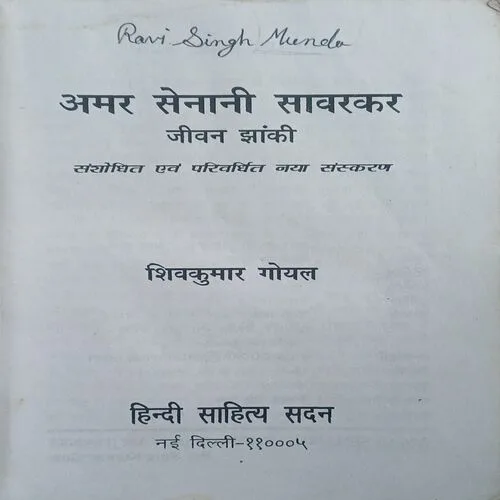 Ravi Singh Munda
अमर सेनानी सावरकर
जीवन झांकी
संशोधित एवं परिवर्धित नया संस्करण
शिवकुमार गोयल
हिन्दी साहित्य सदन
नई दिल्ली-११०००५